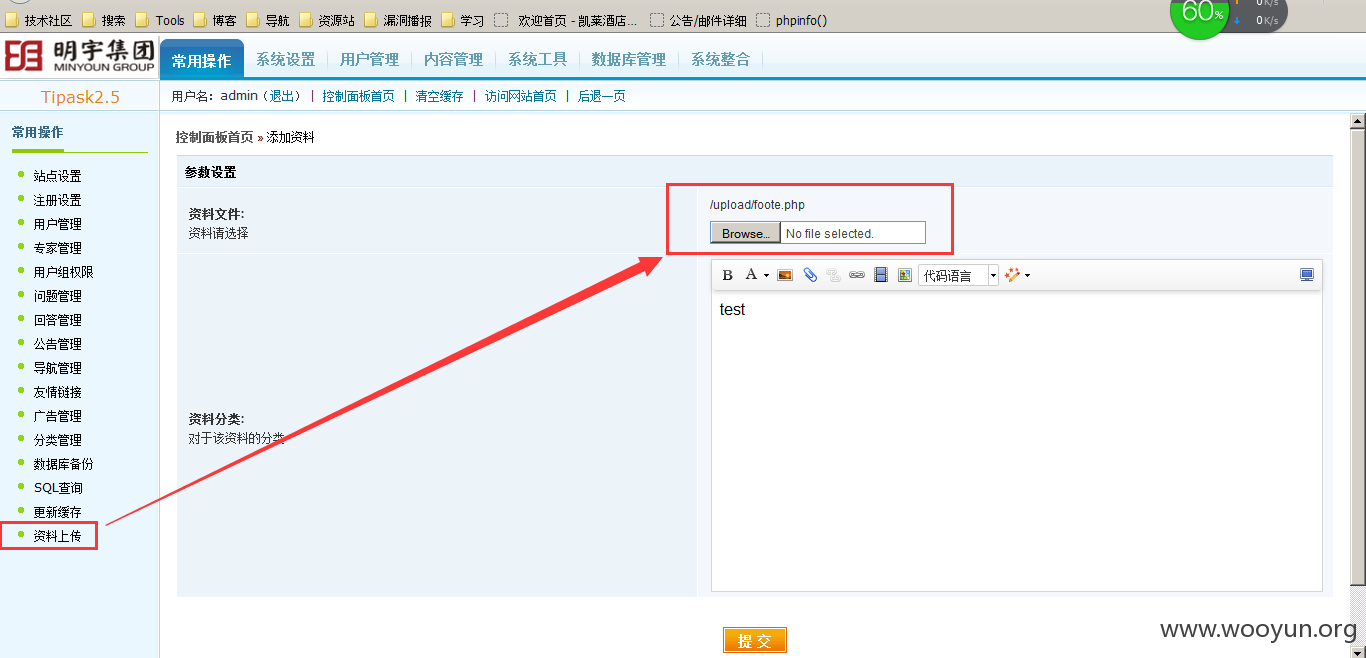 技术社区 搜索 Tools 博客 导航 资源站 漏洞播报 学习 欢迎首页 - 凯莱酒店... 公告/邮件详细 phpinfo()
60% 0K/s
0K/s
明宇集团
MINYOUN GROUP
常用操作 系统设置 用户管理 内容管理 系统工具 数据库管理 系统整合
Tipask2.5
用户名：admin（退出） | 控制面板首页 | 清空缓存 | 访问网站首页 | 后退一页
常用操作
站点设置
注册设置
用户管理
专家管理
用户组权限
问题管理
回答管理
公告管理
导航管理
友情链接
广告管理
分类管理
数据库备份
SQL查询
更新缓存
资料上传
控制面板首页 » 添加资料
参数设置
资料文件:
资料请选择
/upload/foote.php
Browse... No file selected.
B A 代码语言
test
资料分类:
对于该资料的分类
提 交
www.wooyun.org